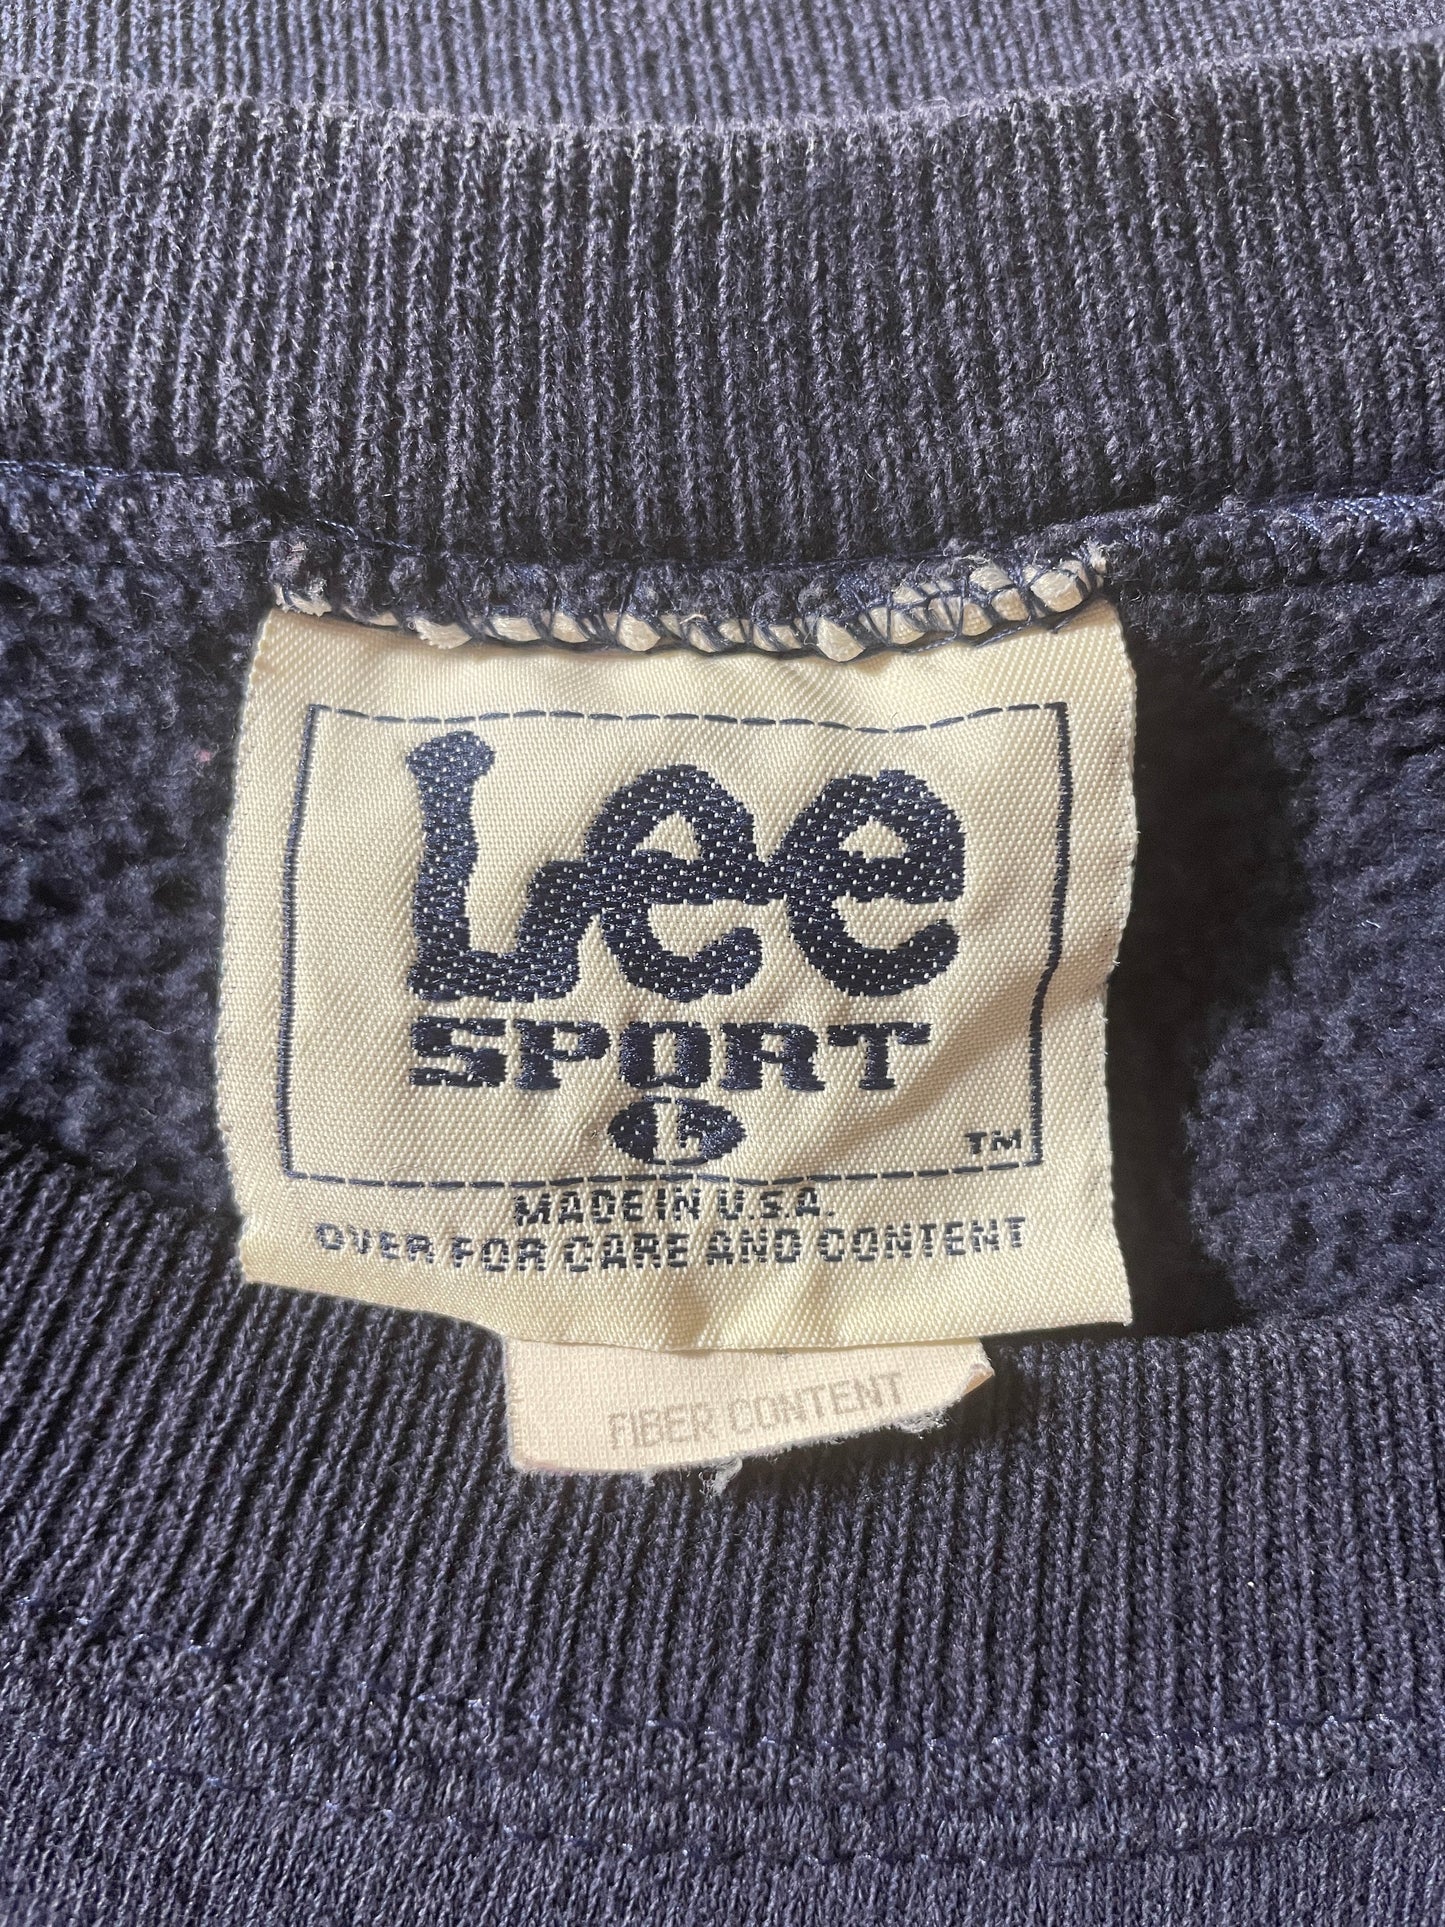 Lee
SPORT
L
TM
MADE IN U.S.A.
OVER FOR CARE AND CONTENT
FIBER CONTENT